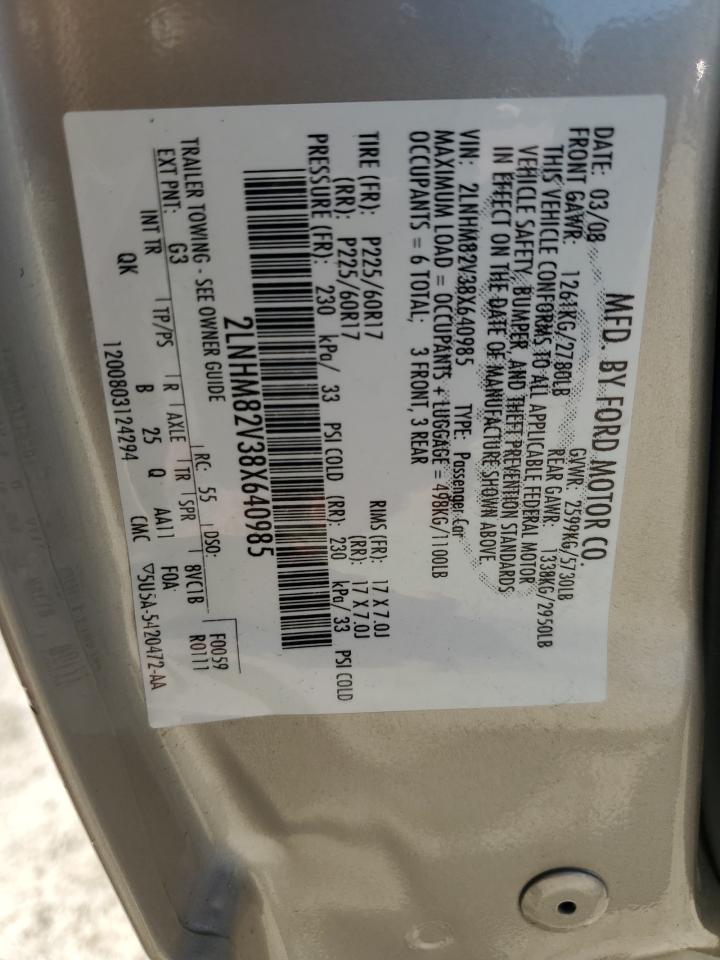 MFD. BY FORD MOTOR CO.
DATE: 03/08 GVWR: 2599KG/5730LB
FRONT GAWR: 1261KG/2780LB REAR GAWR: 1338KG/2950LB
THIS VEHICLE CONFORMS TO ALL APPLICABLE FEDERAL MOTOR
VEHICLE SAFETY, BUMPER, AND THEFT PREVENTION STANDARDS
IN EFFECT ON THE DATE OF MANUFACTURE SHOWN ABOVE.
VIN: 2LNHM82V38X640985 TYPE: Passenger Car
MAXIMUM LOAD = OCCUPANTS + LUGGAGE = 498KG/1100LB
OCCUPANTS = 6 TOTAL; 3 FRONT, 3 REAR
TIRE (FR): P225/60R17 RIMS (FR): 17 X 7.0J
(RR): P225/60R17 (RR): 17 X 7.0J
PRESSURE (FR): 230 kPa/ 33 PSI COLD (RR): 230 kPa/ 33 PSI COLD
2LNHM82V38X640985
TRAILER TOWING - SEE OWNER GUIDE
F0059
EXT PNT: G3 RC: 55 DSO: R0111
INT TR TP/PS R AXLE TR SPR 8VC1B
QK B 25 Q AA11 F0A
1200803124294 CMC ▽5U5A-5420472-AA